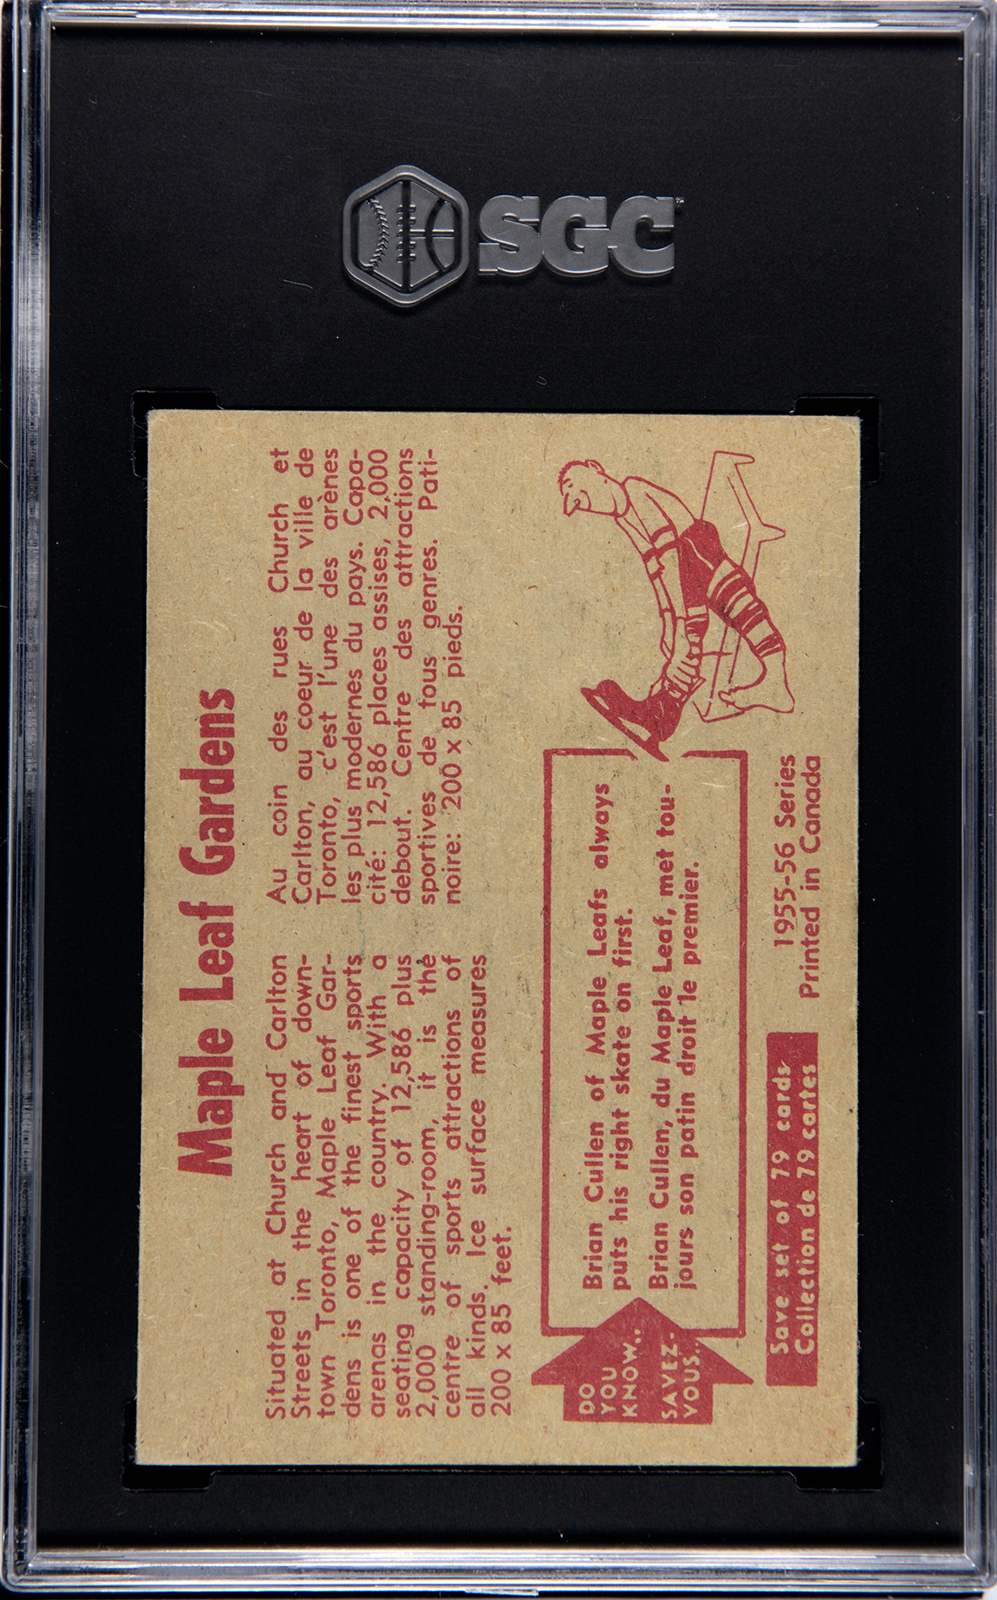 SGC
Maple Leaf Gardens
Situated at Church and Carlton
Streets in the heart of down-
town Toronto, Maple Leaf Gar-
dens is one of the finest sports
arenas in the country. With a
seating capacity of 12,586 plus
2,000 standing-room, it is the
centre of sports attractions of
all kinds. Ice surface measures
200 x 85 feet.
Au coin des rues Church et
Carlton, au coeur de la ville de
Toronto, c'est l'une des arènes
les plus modernes du pays. Capa-
cité: 12,586 places assises, 2,000
debout. Centre des attractions
sportives de tous genres. Pati-
noire: 200 x 85 pieds.
DO
YOU
KNOW..
SAVEZ-
VOUS..
Brian Cullen of Maple Leafs always
puts his right skate on first.
Brian Cullen, du Maple Leaf, met tou-
jours son patin droit le premier.
Save set of 79 cards
Collection de 79 cartes
1955-56 Series
Printed in Canada